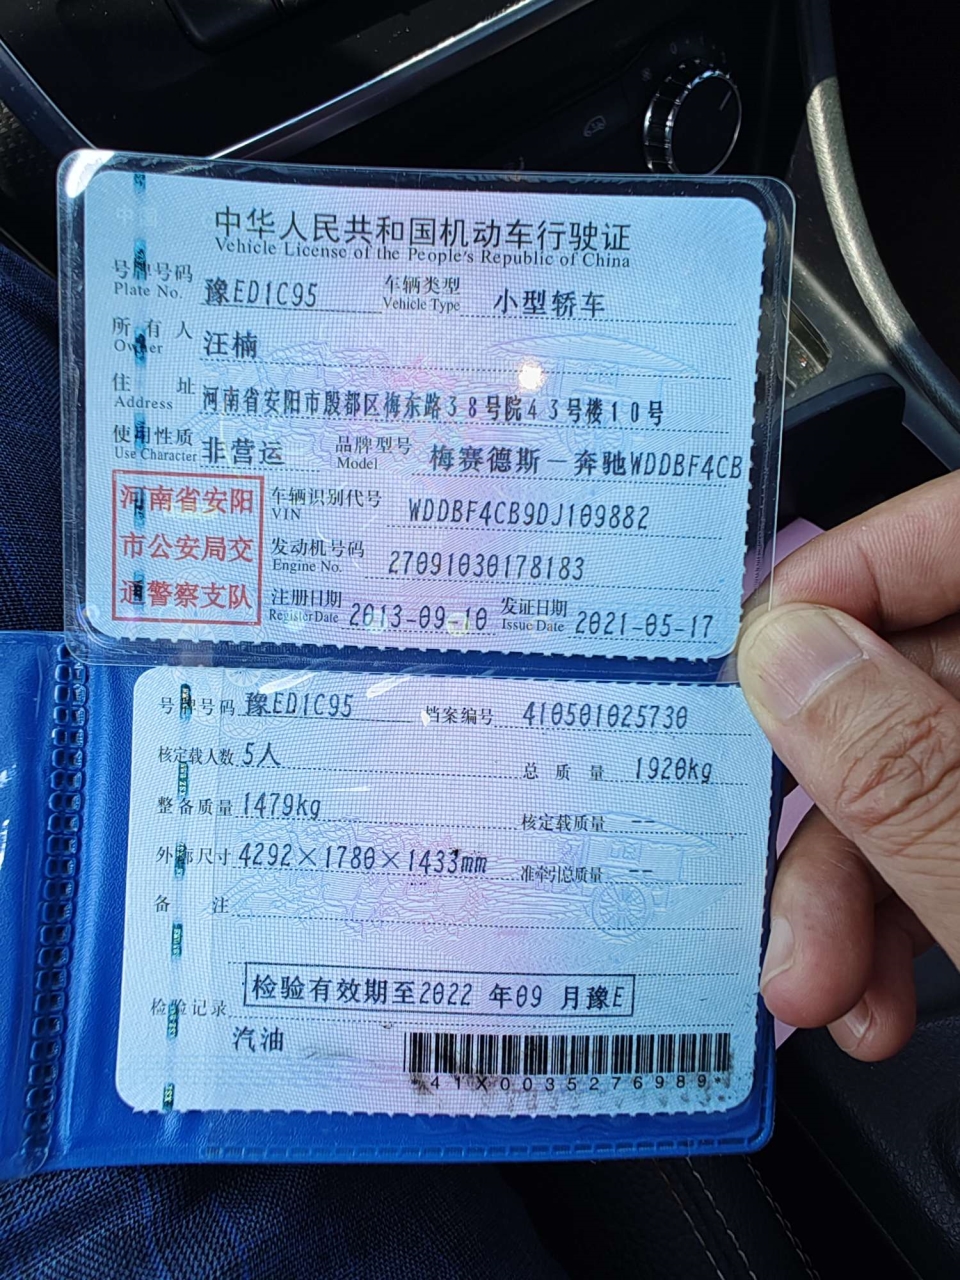 中华人民共和国机动车行驶证
Vehicle License of the People's Republic of China
号牌号码 Plate No. 豫ED1C95 车辆类型 Vehicle Type 小型轿车
所有人 Owner 汪楠
住址 Address 河南省安阳市殷都区梅东路38号院43号楼10号
使用性质 Use Character 非营运 品牌型号 Model 梅赛德斯－奔驰WDDBF4CB
河南省安阳
市公安局交
通警察支队
车辆识别代号 VIN WDDBF4CB9DJ109882
发动机号码 Engine No. 27091030178183
注册日期 Register Date 2013-09-10 发证日期 Issue Date 2021-05-17
号牌号码 豫ED1C95 档案编号 410501025730
核定载人数 5人 总质量 1920kg
整备质量 1479kg 核定载质量 --
外部尺寸 4292×1780×1433mm 准牵引总质量 --
备注
检验记录 检验有效期至2022年09月豫E
汽油
*41X0035276989*